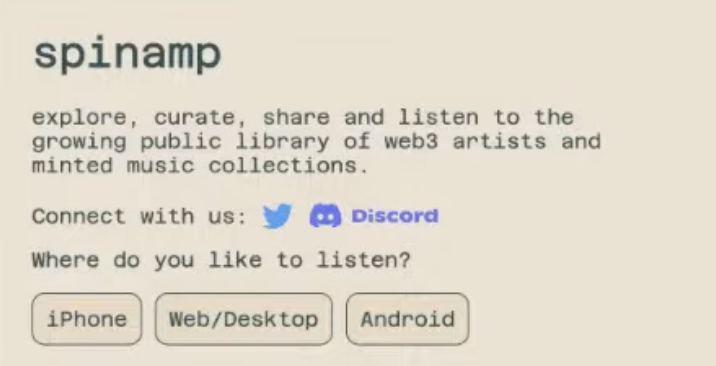 spinamp
explore, curate, share and listen to the
growing public library of web3 artists and
minted music collections.
Connect with us: Discord
Where do you like to listen?
iPhone Web/Desktop Android